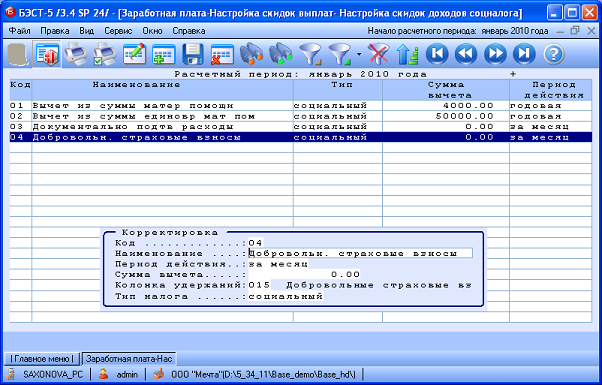 БЭСТ-5 /3.4 SP 24/ - [Заработная плата-Настройка скидок выплат- Настройка скидок доходов соцналога]
Файл Правка Вид Сервис Окно Справка Начало расчетного периода: январь 2010 года
Расчетный период: январь 2010 года +
Код Наименование Тип Сумма вычета Период действия
01 Вычет из суммы матер помощи социальный 4000.00 годовая
02 Вычет из суммы единовр мат пом социальный 50000.00 годовая
03 Документально подтв расходы социальный 0.00 за месяц
04 Добровольн. страховые взносы социальный 0.00 за месяц
Корректировка
Код .............:04
Наименование ....:Добровольн. страховые взносы
Период действия..:за месяц
Сумма вычета.....: 0.00
Колонка удержаний:015 Добровольные страховые вз
Тип налога ......:социальный
Главное меню Заработная плата-Нас
SAXONOVA_PC admin ООО "Мечта"(D:\5_34_11\Base_demo\Base_hd\)